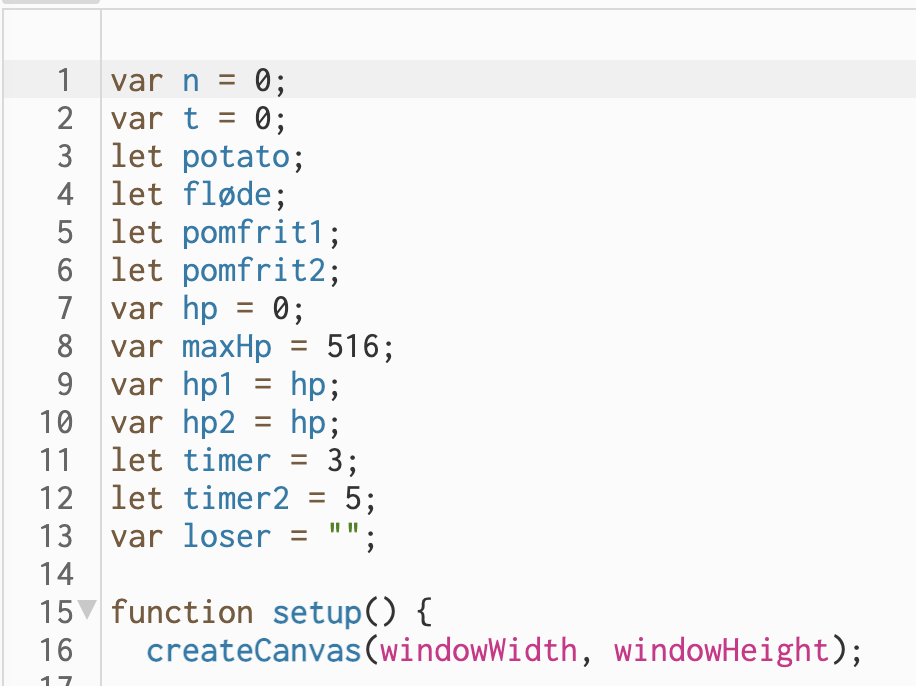 1 var n = 0;
2 var t = 0;
3 let potato;
4 let fløde;
5 let pomfrit1;
6 let pomfrit2;
7 var hp = 0;
8 var maxHp = 516;
9 var hp1 = hp;
10 var hp2 = hp;
11 let timer = 3;
12 let timer2 = 5;
13 var loser = "";
14
15 function setup() {
16 createCanvas(windowWidth, windowHeight);
17